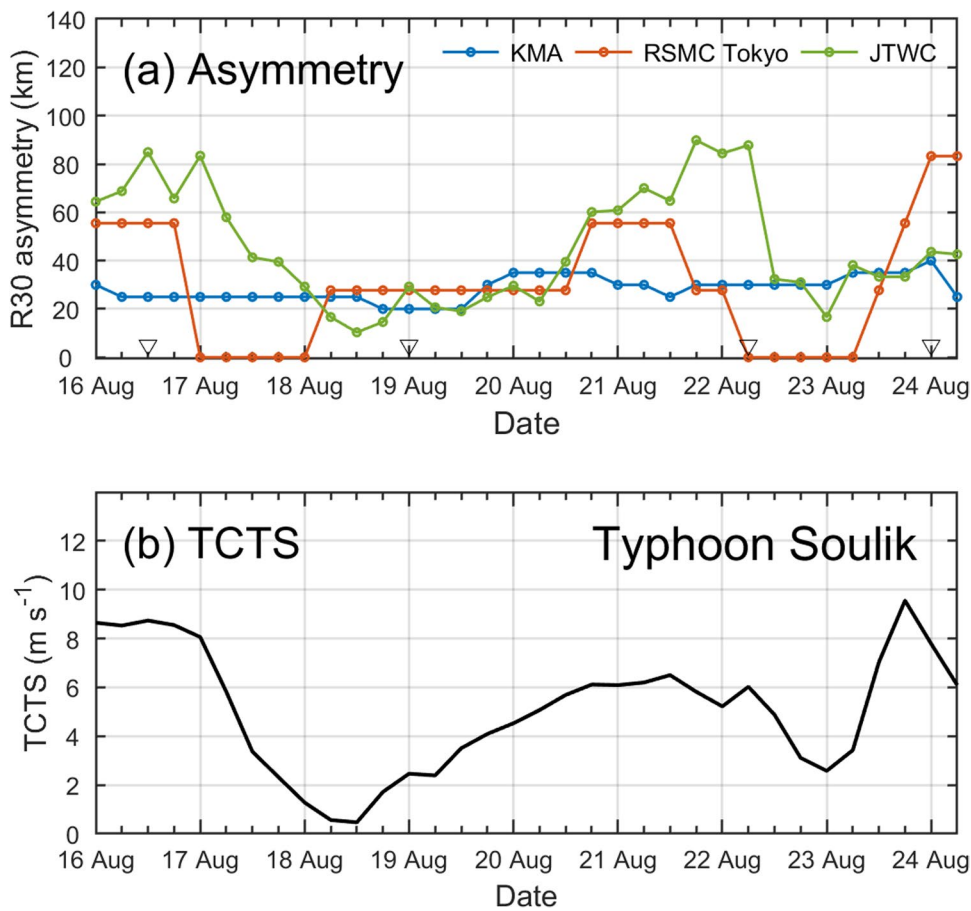 140
120
100
80
60
40
20
0
R30 asymmetry (km)
(a) Asymmetry
KMA RSMC Tokyo JTWC
16 Aug 17 Aug 18 Aug 19 Aug 20 Aug 21 Aug 22 Aug 23 Aug 24 Aug
Date
12
10
8
6
4
2
0
TCTS (m s⁻¹)
(b) TCTS Typhoon Soulik
16 Aug 17 Aug 18 Aug 19 Aug 20 Aug 21 Aug 22 Aug 23 Aug 24 Aug
Date